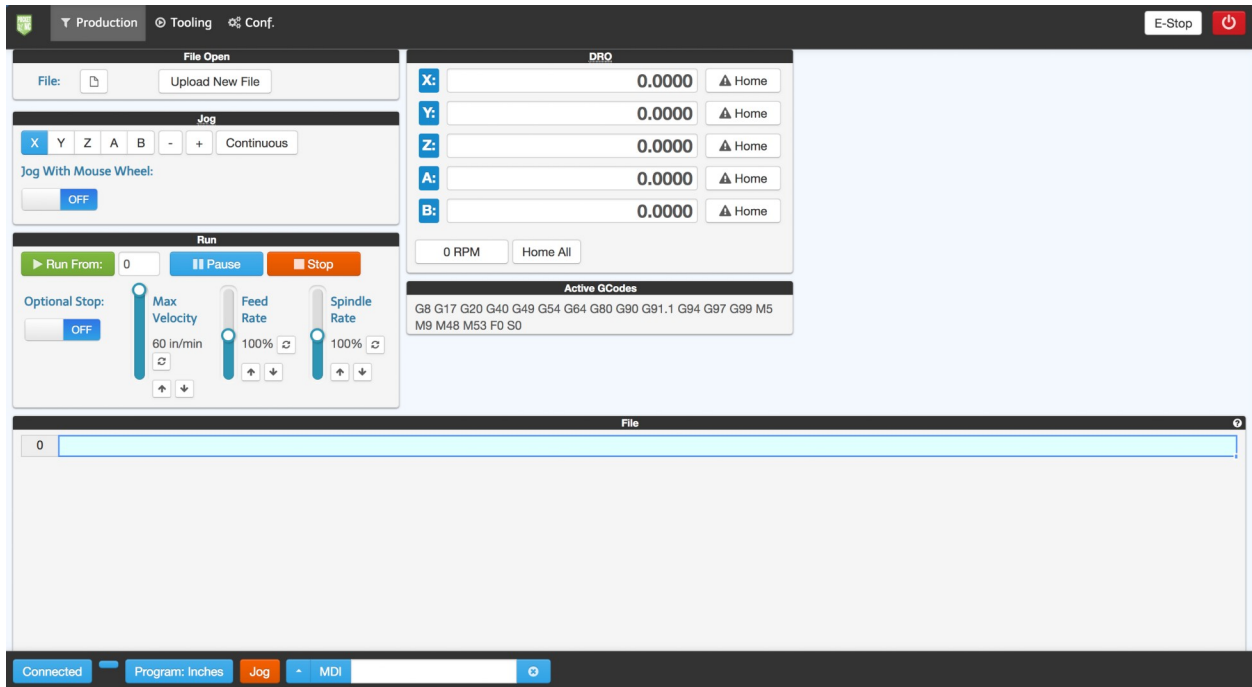 Production Tooling Conf. E-Stop
File Open
File: Upload New File
Jog
X Y Z A B - + Continuous
Jog With Mouse Wheel:
OFF
Run
Run From: 0 Pause Stop
Optional Stop:
OFF
Max
Velocity
60 in/min
Feed
Rate
100%
Spindle
Rate
100%
DRO
X: 0.0000 Home
Y: 0.0000 Home
Z: 0.0000 Home
A: 0.0000 Home
B: 0.0000 Home
0 RPM Home All
Active GCodes
G8 G17 G20 G40 G49 G54 G64 G80 G90 G91.1 G94 G97 G99 M5
M9 M48 M53 F0 S0
File
0
Connected Program: Inches Jog MDI